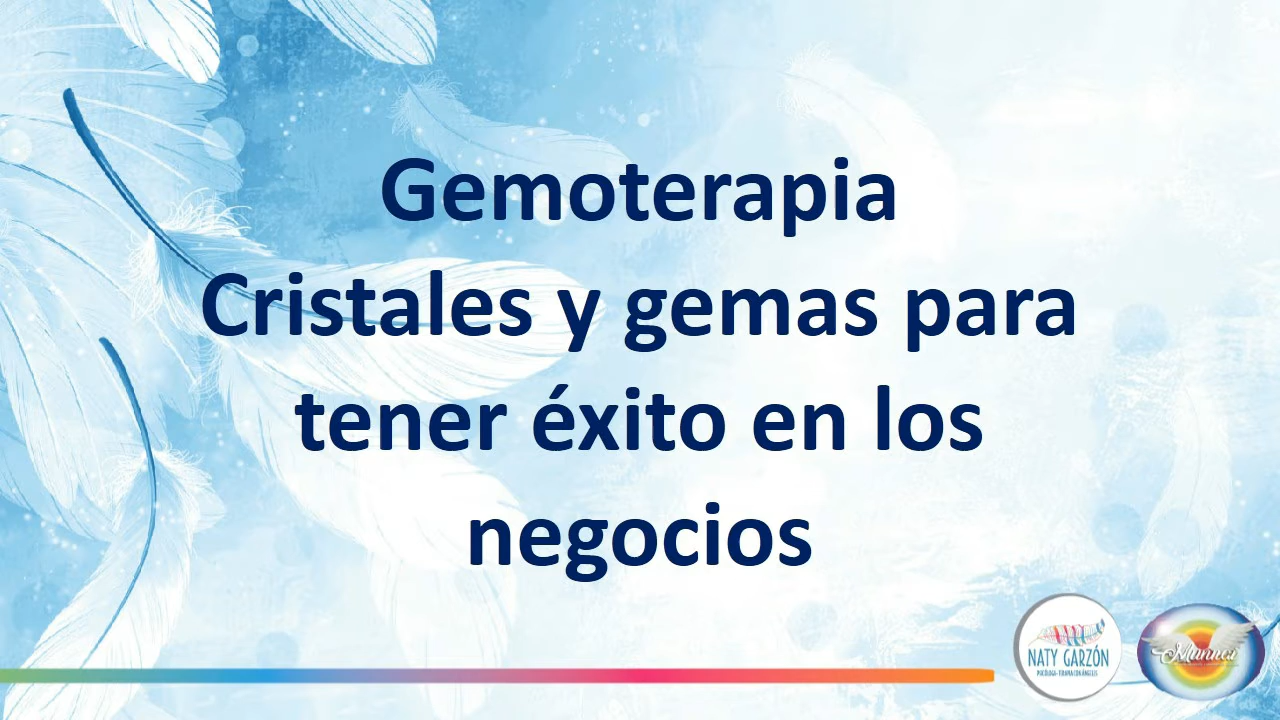 Gemoterapia
Cristales y gemas para
tener éxito en los
negocios
NATY GARZÓN